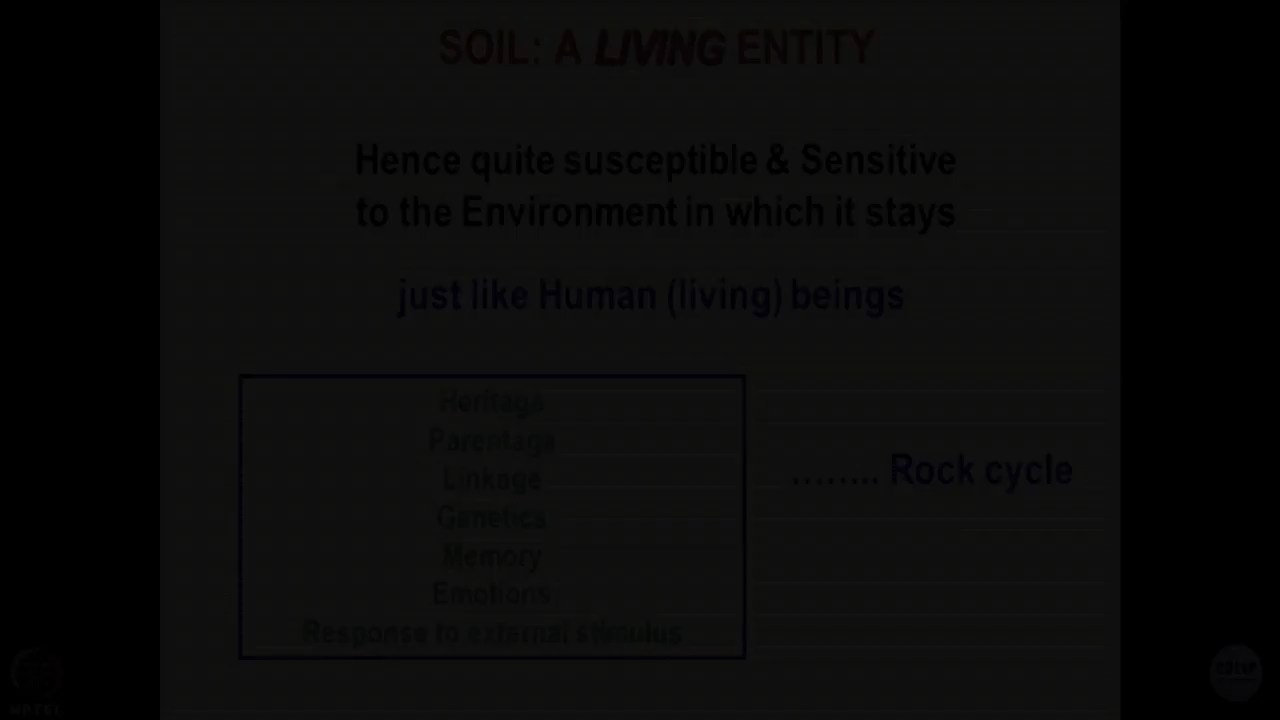 SOIL: A LIVING ENTITY
Hence quite susceptible & Sensitive
to the Environment in which it stays
just like Human (living) beings
Heritage
Parentage
Linkage
Genetics
Memory
Emotions
Response to external stimulus
........ Rock cycle
NPTEL